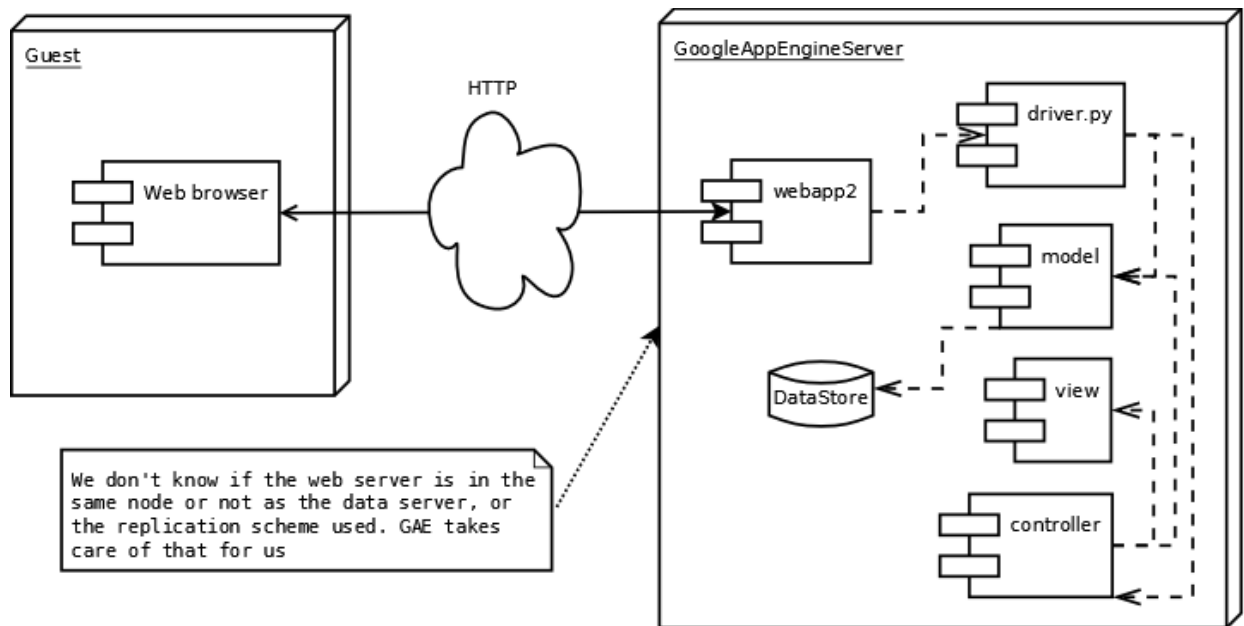 Guest
GoogleAppEngineServer
HTTP
driver.py
Web browser
webapp2
model
DataStore
view
We don't know if the web server is in the
same node or not as the data server, or
the replication scheme used. GAE takes
care of that for us
controller